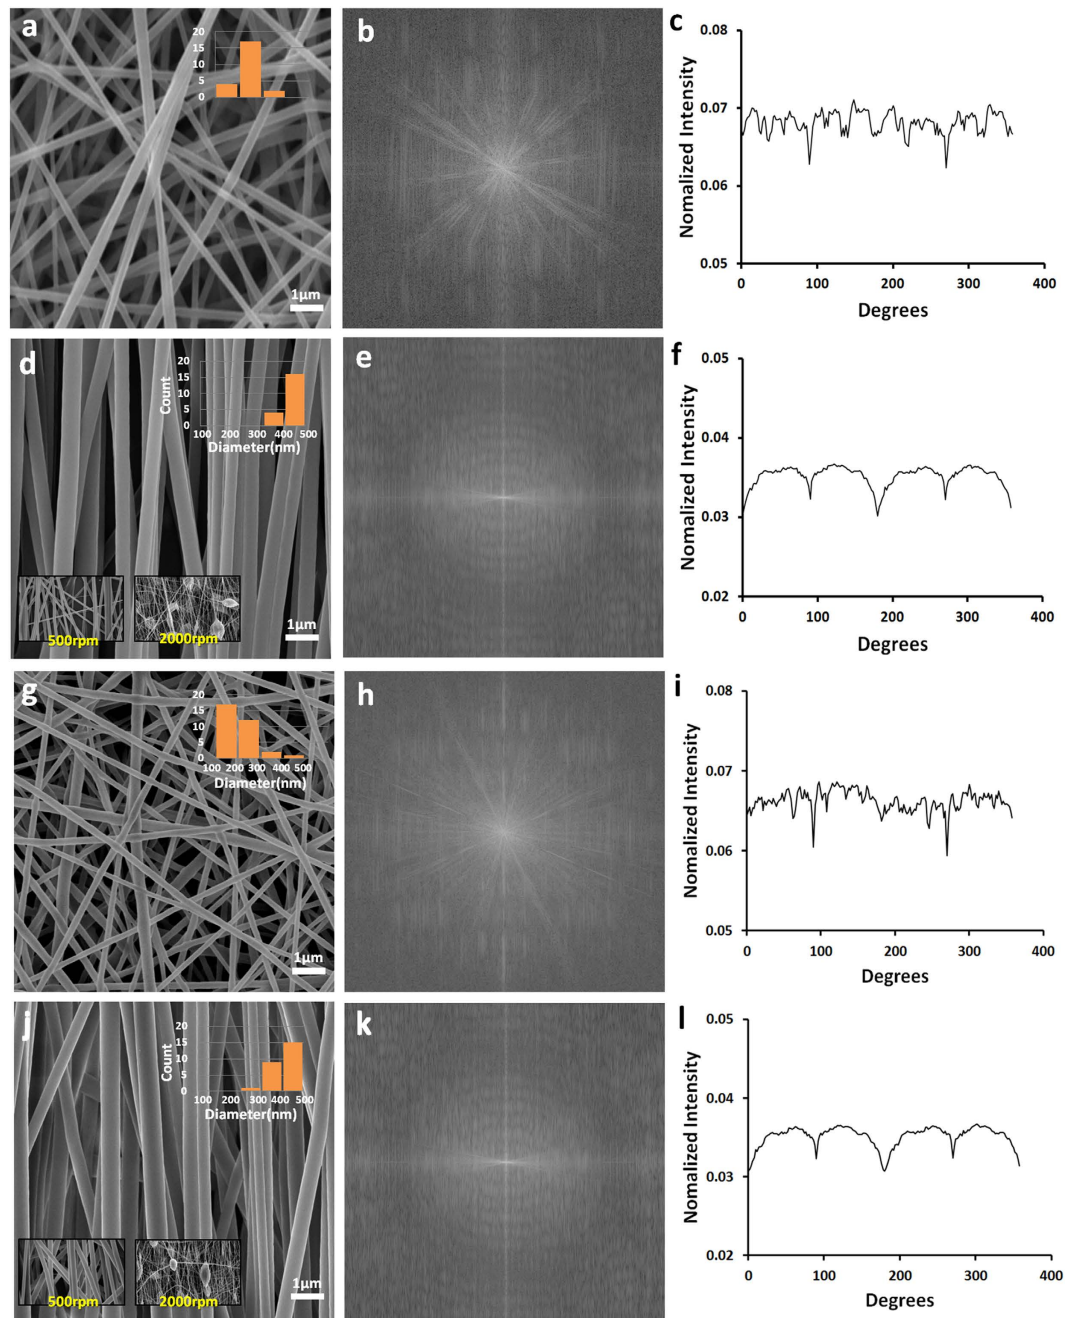 a
20
15
10
5
0
1μm
b
c
Nomalized Intensity
0.08
0.07
0.06
0.05
0
100
200
300
400
Degrees
d
Count
20
15
10
5
0
100 200 300 400 500
Diameter(nm)
500rpm
2000rpm
1μm
e
f
Nomalized Intensity
0.05
0.04
0.03
0.02
0
100
200
300
400
Degrees
g
20
15
10
5
0
100 200 300 400 500
Diameter(nm)
1μm
h
i
Nomalized Intensity
0.08
0.07
0.06
0.05
0
100
200
300
400
Degrees
j
Count
20
15
10
5
0
100 200 300 400 500
Diameter(nm)
500rpm
2000rpm
1μm
k
l
Nomalized Intensity
0.05
0.04
0.03
0.02
0
100
200
300
400
Degrees